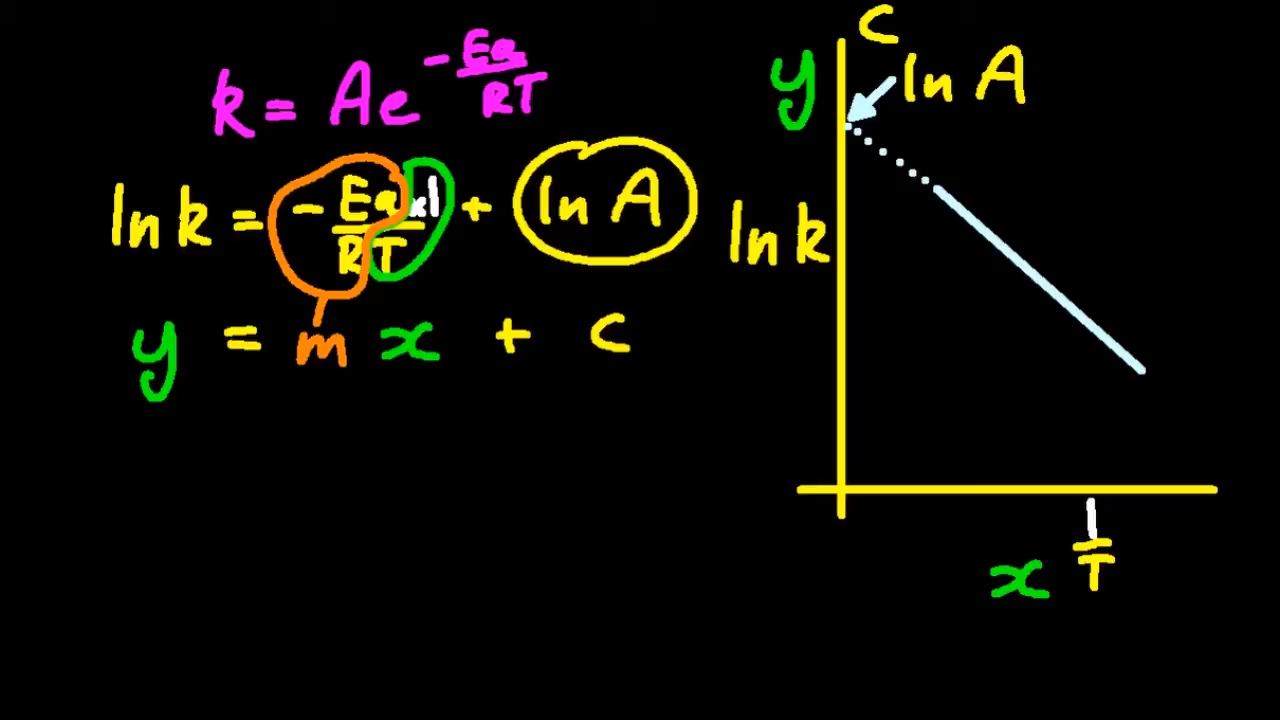 k = Ae^(-Ea/RT)
ln k = - Ea x 1/RT + ln A
y = m x + c
c
y
ln A
ln k
x 1/T